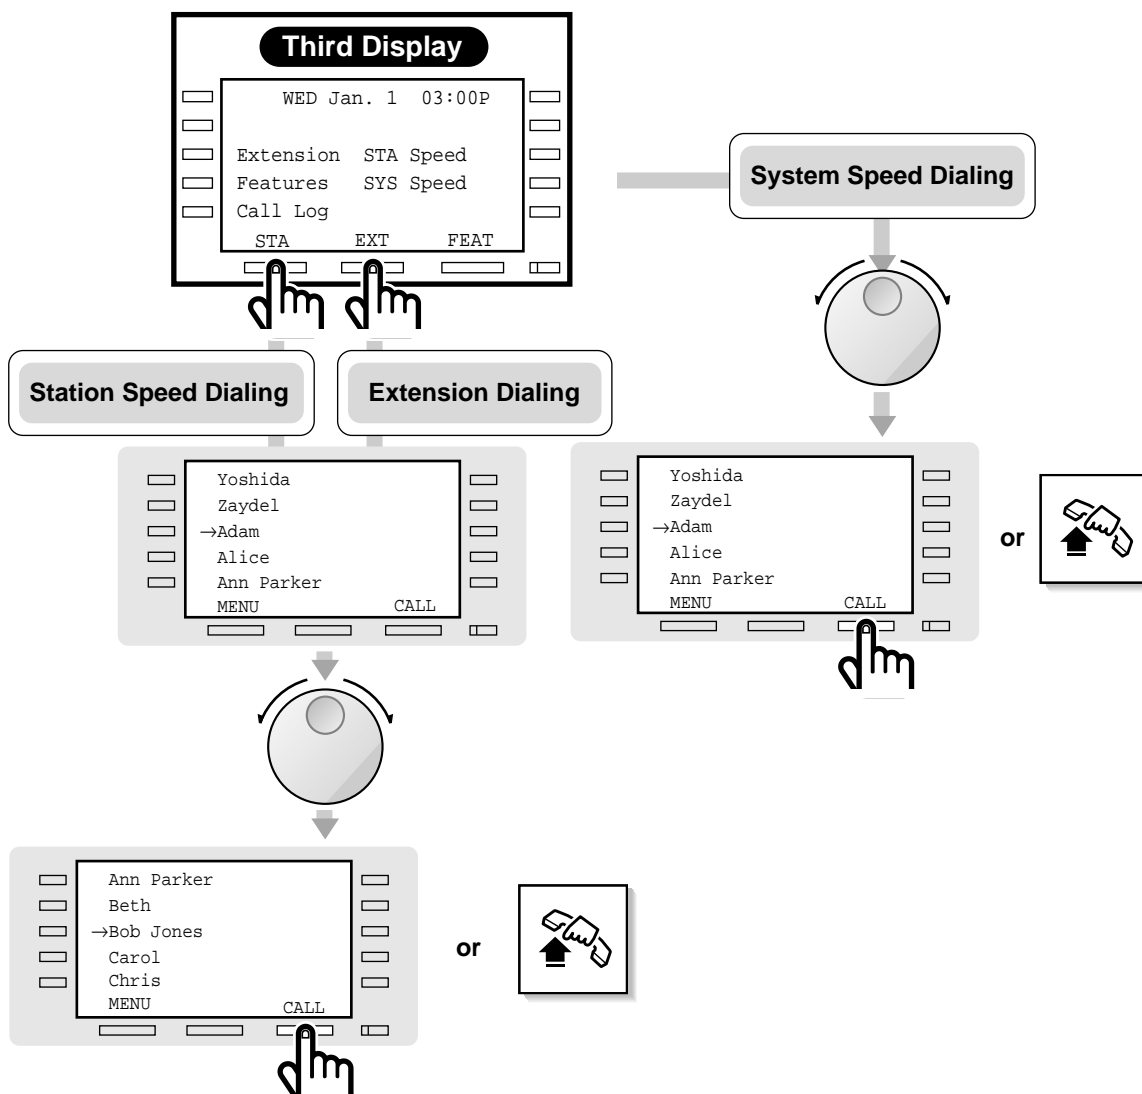 Third Display
WED Jan. 1 03:00P
Extension STA Speed
Features SYS Speed
Call Log
STA EXT FEAT
System Speed Dialing
Station Speed Dialing
Extension Dialing
Yoshida
Zaydel
→Adam
Alice
Ann Parker
MENU CALL
Yoshida
Zaydel
→Adam
Alice
Ann Parker
MENU CALL
or
Ann Parker
Beth
→Bob Jones
Carol
Chris
MENU CALL
or